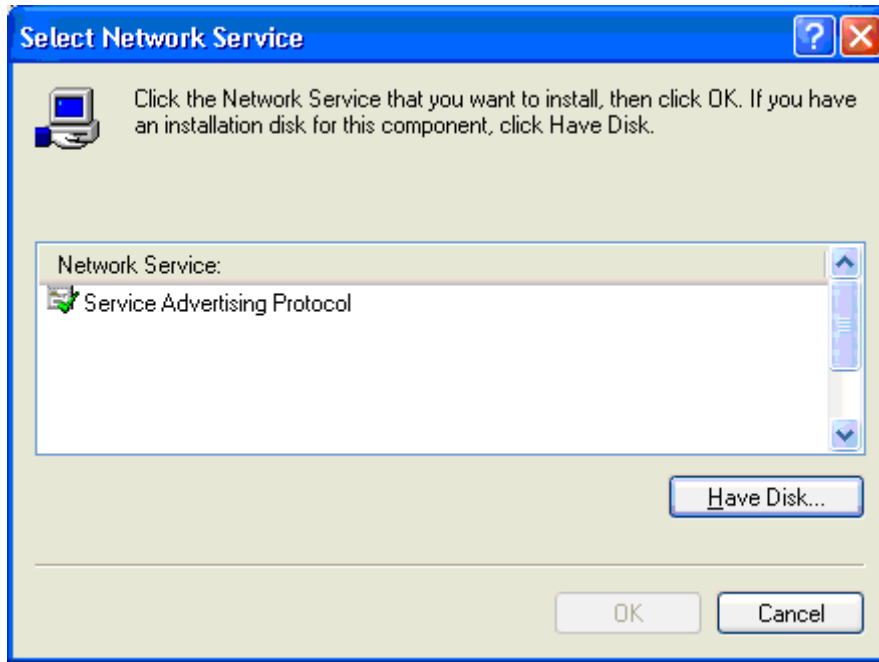 Select Network Service
Click the Network Service that you want to install, then click OK. If you have
an installation disk for this component, click Have Disk.
Network Service:
Service Advertising Protocol
Have Disk...
OK
Cancel